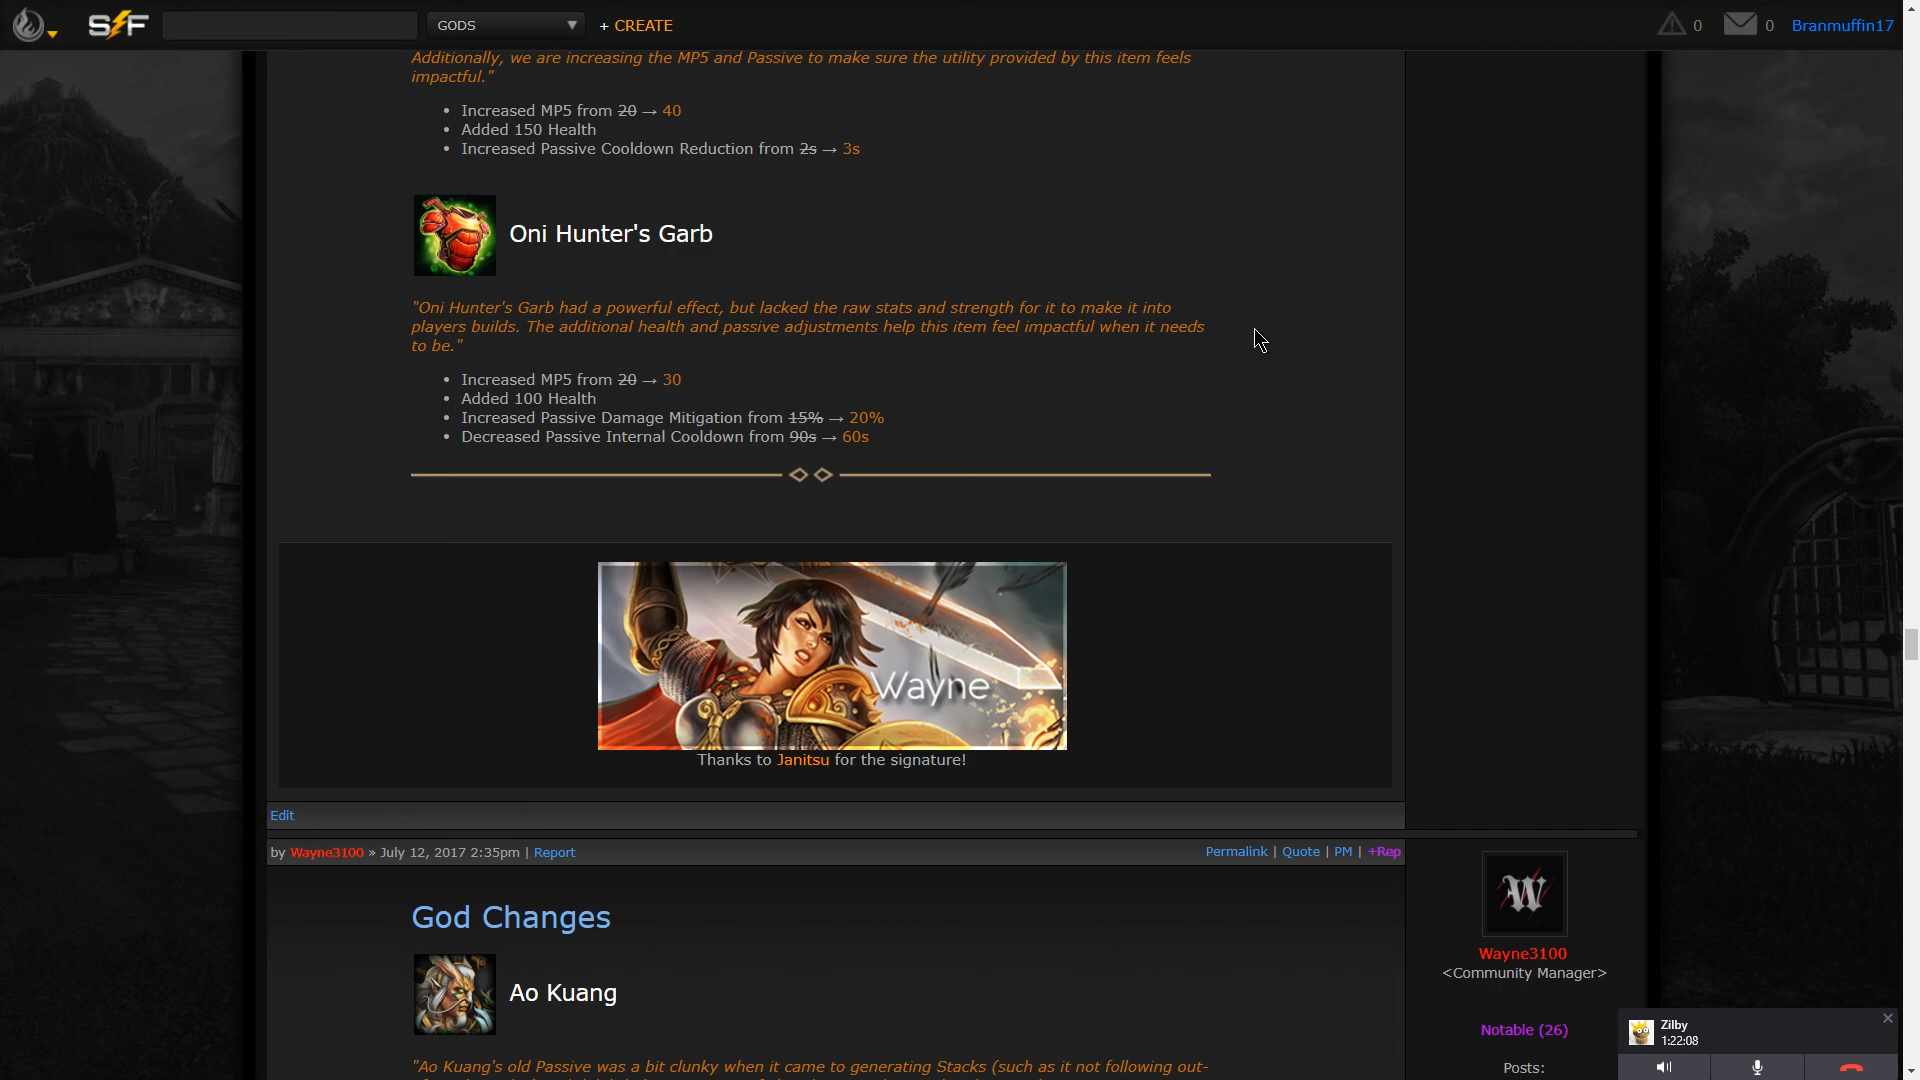 SF
GODS
+ CREATE
0
0
Branmuffin17
Additionally, we are increasing the MP5 and Passive to make sure the utility provided by this item feels
impactful."
• Increased MP5 from 20 → 40
• Added 150 Health
• Increased Passive Cooldown Reduction from 2s → 3s
Oni Hunter's Garb
"Oni Hunter's Garb had a powerful effect, but lacked the raw stats and strength for it to make it into
players builds. The additional health and passive adjustments help this item feel impactful when it needs
to be."
• Increased MP5 from 20 → 30
• Added 100 Health
• Increased Passive Damage Mitigation from 15% → 20%
• Decreased Passive Internal Cooldown from 90s → 60s
Wayne
Thanks to Janitsu for the signature!
Edit
by Wayne3100 » July 12, 2017 2:35pm | Report
Permalink | Quote | PM | +Rep
God Changes
W
Wayne3100
<Community Manager>
Ao Kuang
Notable (26)
Posts:
"Ao Kuang's old Passive was a bit clunky when it came to generating Stacks (such as it not following out-
Zilby
1:22:08